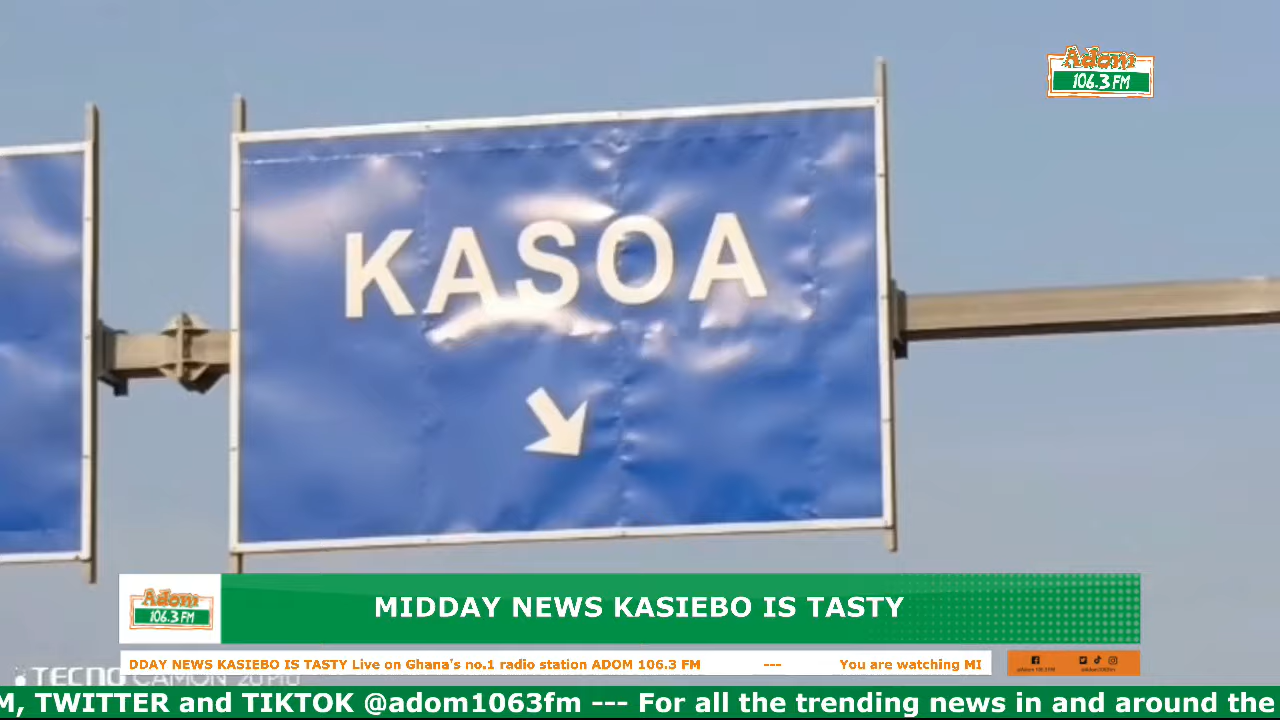 Adom
106.3 FM
KASOA
Adom
106.3 FM
MIDDAY NEWS KASIEBO IS TASTY
DDAY NEWS KASIEBO IS TASTY Live on Ghana's no.1 radio station ADOM 106.3 FM --- You are watching MI
TECNO CAMON 20 Pro
M, TWITTER and TIKTOK @adom1063fm --- For all the trending news in and around the